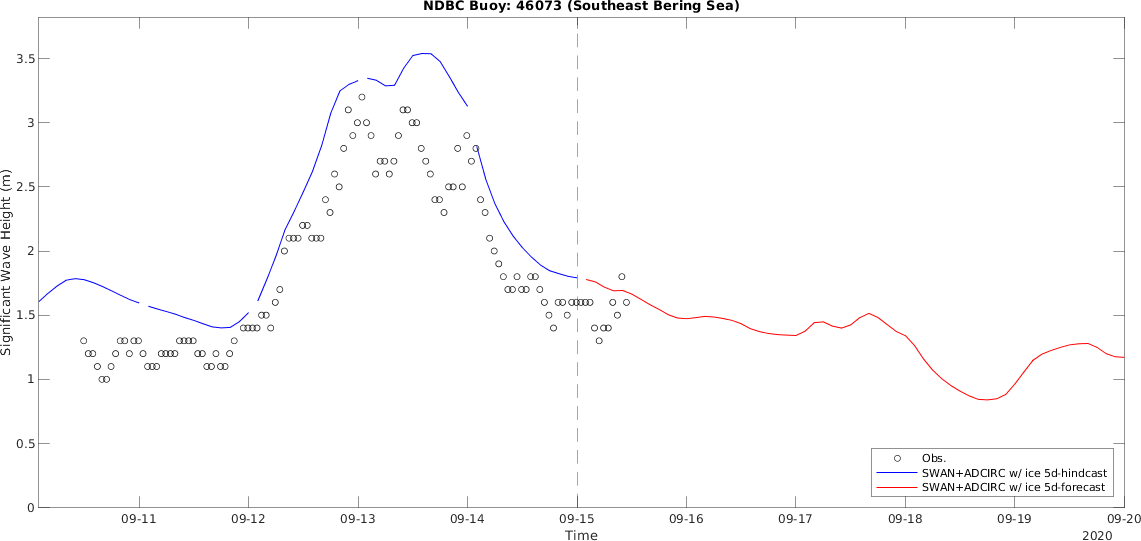 NDBC Buoy: 46073 (Southeast Bering Sea)
Significant Wave Height (m)
3.5
3
2.5
2
1.5
1
0.5
0
Obs.
SWAN+ADCIRC w/ ice 5d-hindcast
SWAN+ADCIRC w/ ice 5d-forecast
09-11 09-12 09-13 09-14 09-15 09-16 09-17 09-18 09-19 09-20
Time
2020